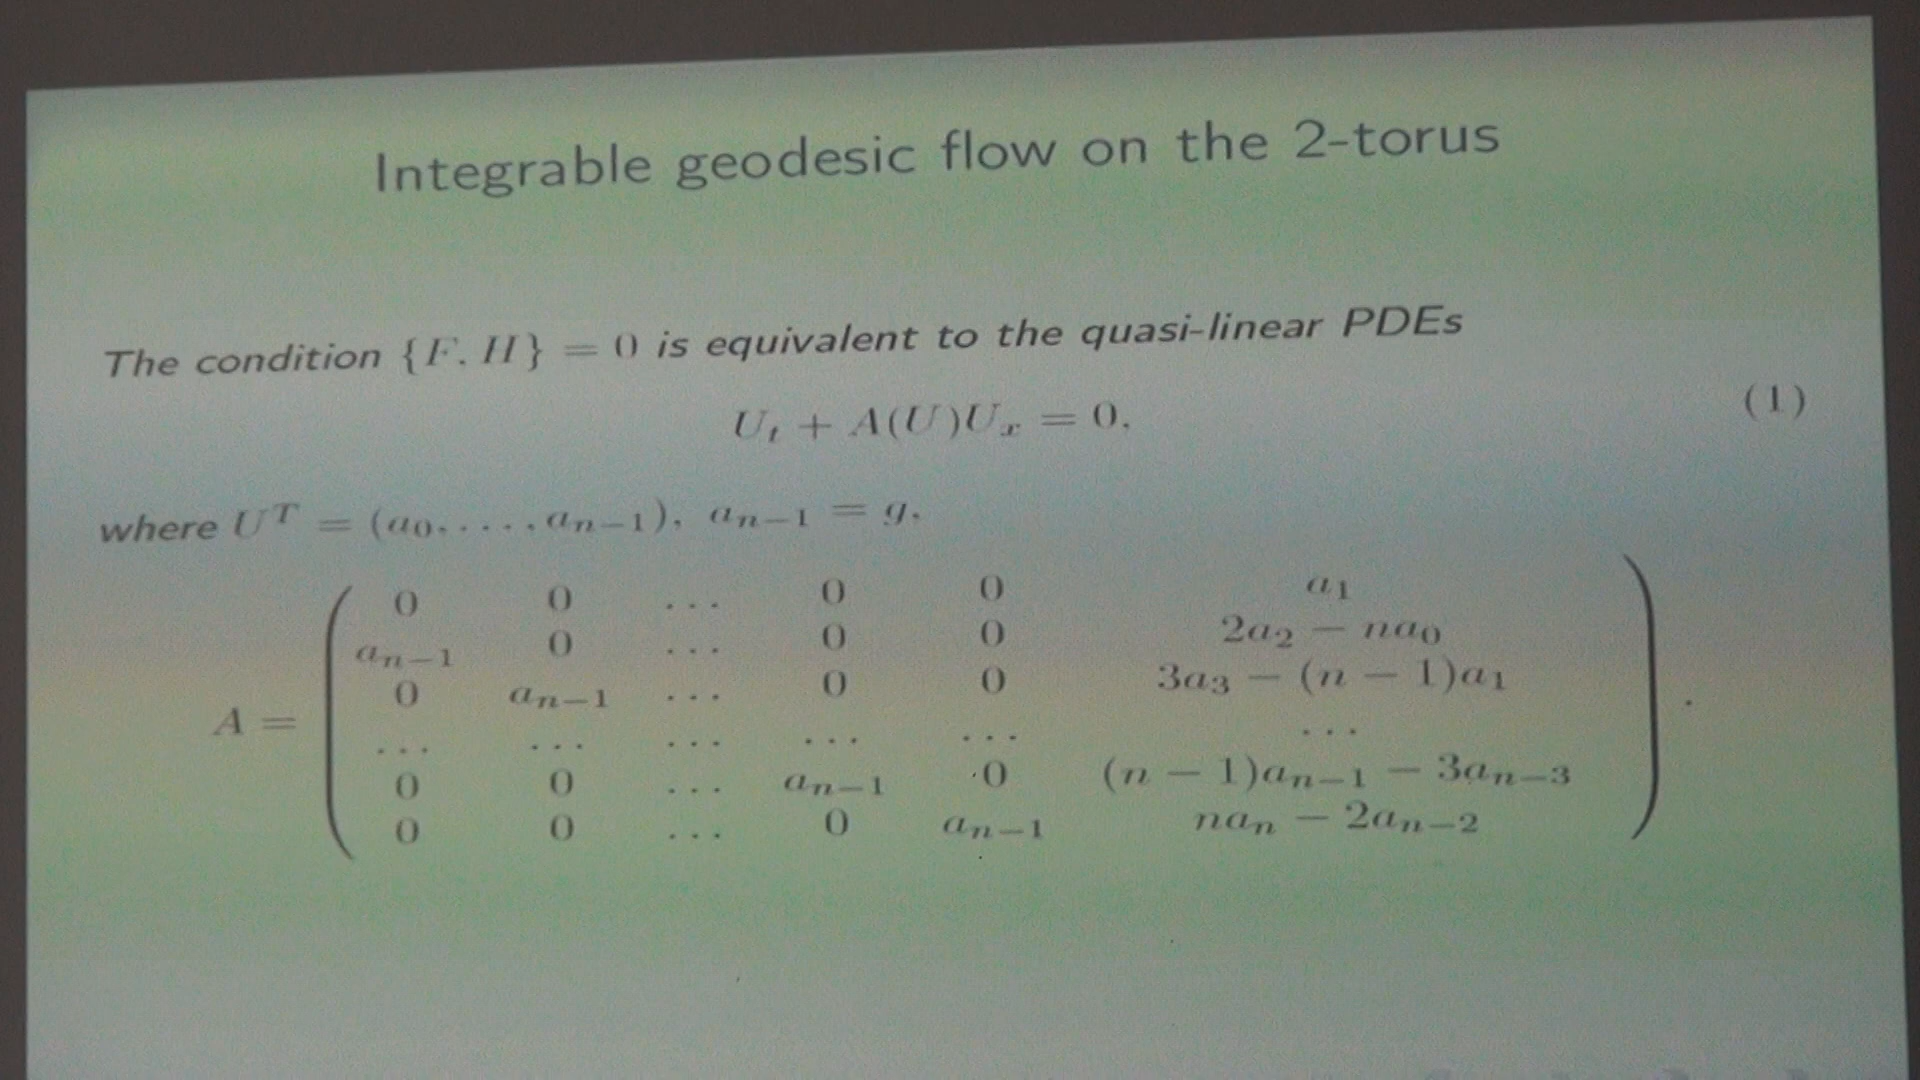 Integrable geodesic flow on the 2-torus
The condition {F, H} = 0 is equivalent to the quasi-linear PDEs
U_t + A(U)U_x = 0, (1)
where U^T = (a_0, . . . , a_{n-1}), a_{n-1} = g,
0 0 ... 0 0 a_1
a_{n-1} 0 ... 0 0 2a_2 − na_0
0 a_{n-1} ... 0 0 3a_3 − (n − 1)a_1
A = ... ... ... ... ... ... .
0 0 ... a_{n-1} 0 (n − 1)a_{n-1} − 3a_{n-3}
0 0 ... 0 a_{n-1} na_n − 2a_{n-2}